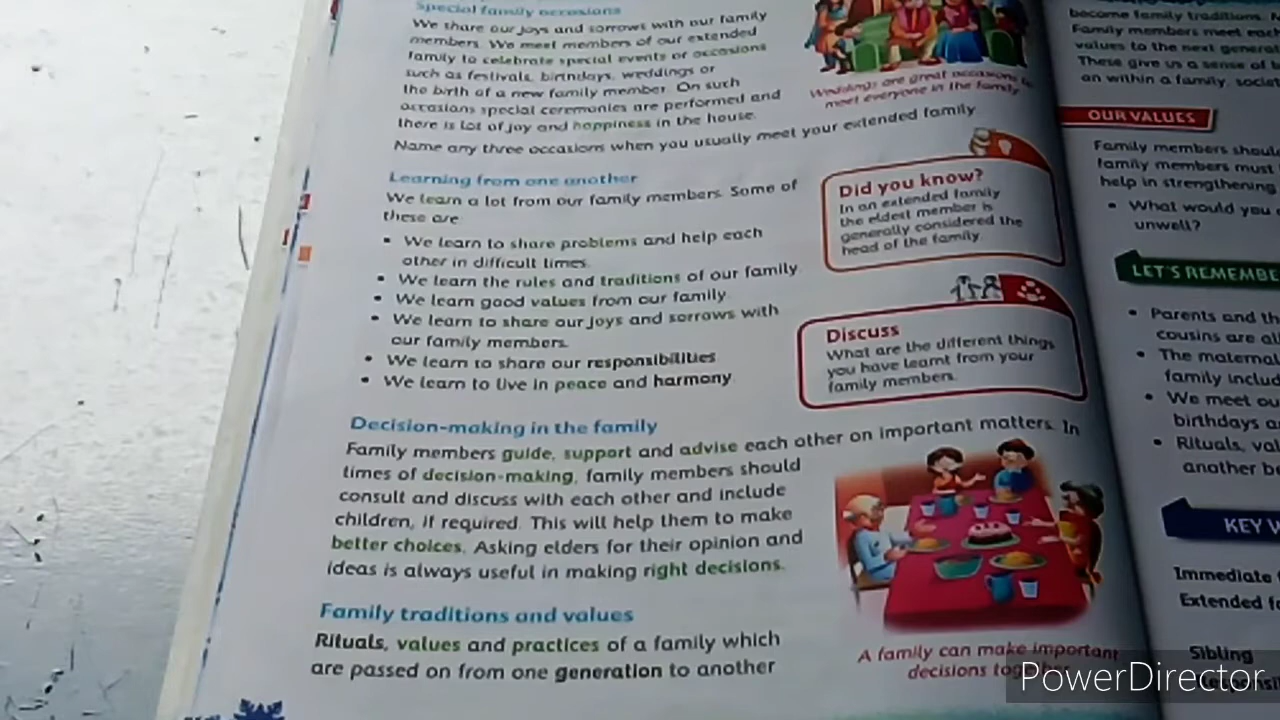 Special family occasions
We share our joys and sorrows with our family
members. We meet members of our extended
family to celebrate special events or occasions
such as festivals, birthdays, weddings or
the birth of a new family member. On such
occasions special ceremonies are performed and
there is lot of joy and happiness in the house.
Weddings are great occasions to
meet everyone in the family
Name any three occasions when you usually meet your extended family
Learning from one another
We learn a lot from our family members. Some of
these are
• We learn to share problems and help each
other in difficult times.
• We learn the rules and traditions of our family
• We learn good values from our family.
• We learn to share our joys and sorrows with
our family members.
• We learn to share our responsibilities
• We learn to live in peace and harmony.
Did you know?
In an extended family
the eldest member is
generally considered the
head of the family.
Discuss
What are the different things
you have learnt from your
family members.
Decision-making in the family
Family members guide, support and advise each other on important matters. In
times of decision-making, family members should
consult and discuss with each other and include
children, if required. This will help them to make
better choices. Asking elders for their opinion and
ideas is always useful in making right decisions.
A family can make important
decisions
Family traditions and values
Rituals, values and practices of a family which
are passed on from one generation to another
become family traditions.
Family members meet each
values to the next
These give us a sense of
an within a family,
OUR VALUES
Family members
family members must
help in strengthening
• What would you
unwell?
LET'S
• Parents and
cousins are
• The maternal
family
• We meet
birthdays
• Rituals,
another
KEY
Immediate
Extended
Sibling
PowerDirector